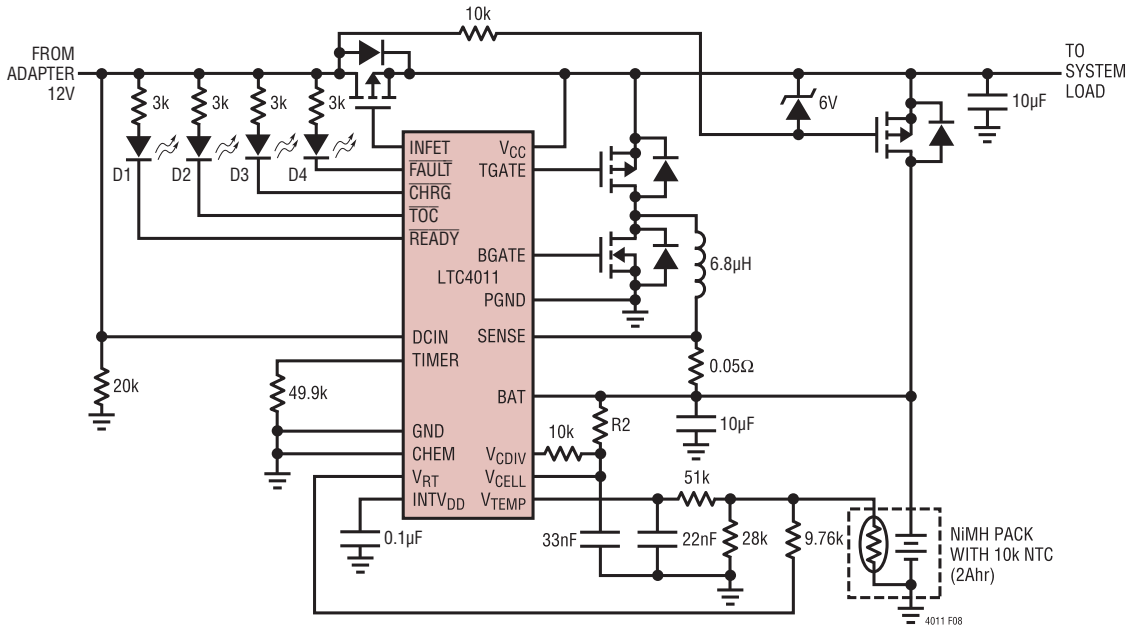 10k
FROM
ADAPTER
12V
TO
SYSTEM
LOAD
3k 3k 3k 3k
6V
10µF
D1 D2 D3 D4
INFET
FAULT
CHRG
TOC
READY
DCIN
TIMER
GND
CHEM
VRT
INTVDD
LTC4011
VCC
TGATE
BGATE
PGND
SENSE
BAT
VCDIV
VCELL
VTEMP
6.8µH
0.05Ω
20k
49.9k
R2
10µF
10k
51k
0.1µF
33nF
22nF
28k
9.76k
NiMH PACK
WITH 10k NTC
(2Ahr)
4011 F08